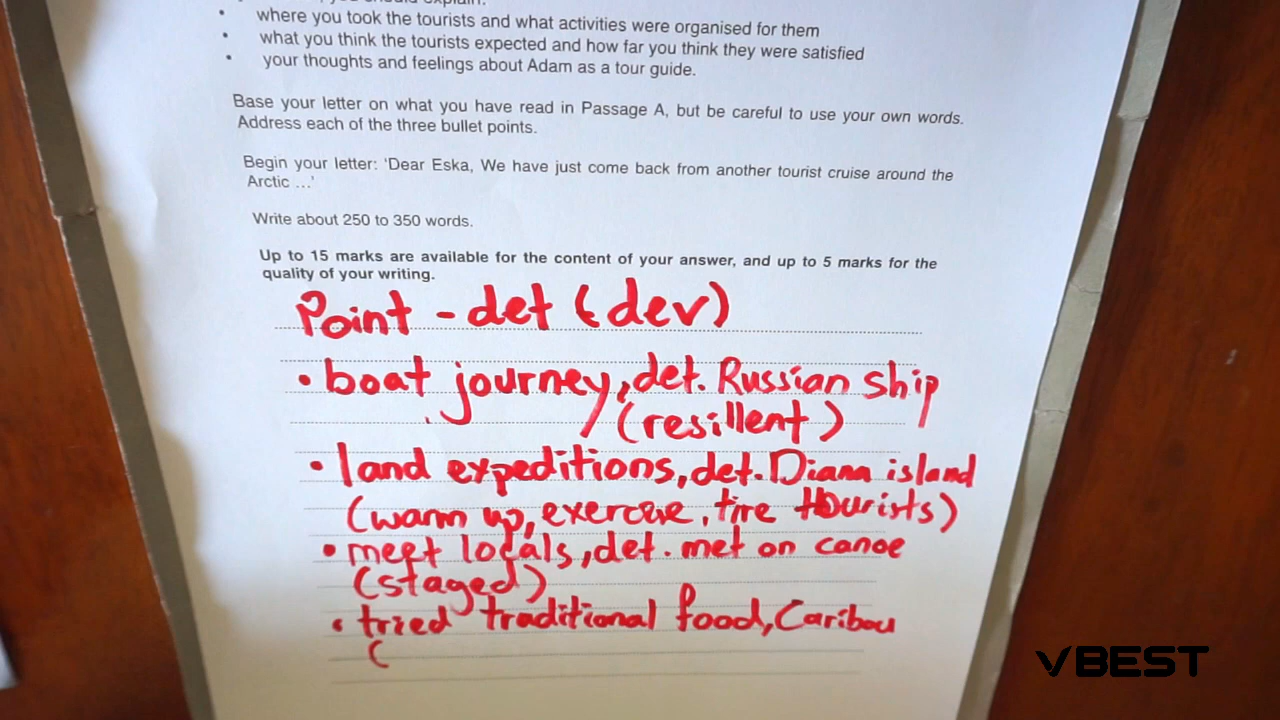 you should explain:
• where you took the tourists and what activities were organised for them
• what you think the tourists expected and how far you think they were satisfied
• your thoughts and feelings about Adam as a tour guide.
Base your letter on what you have read in Passage A, but be careful to use your own words.
Address each of the three bullet points.
Begin your letter: 'Dear Eska, We have just come back from another tourist cruise around the
Arctic …'
Write about 250 to 350 words.
Up to 15 marks are available for the content of your answer, and up to 5 marks for the
quality of your writing.
Point - det (dev)
• boat journey, det. Russian ship
(resillent)
• land expeditions, det. Diana island
(warm up, exercise, tire tourists)
• meet locals, det. met on canoe
(staged)
• tried traditional food, Caribou
(
VBEST